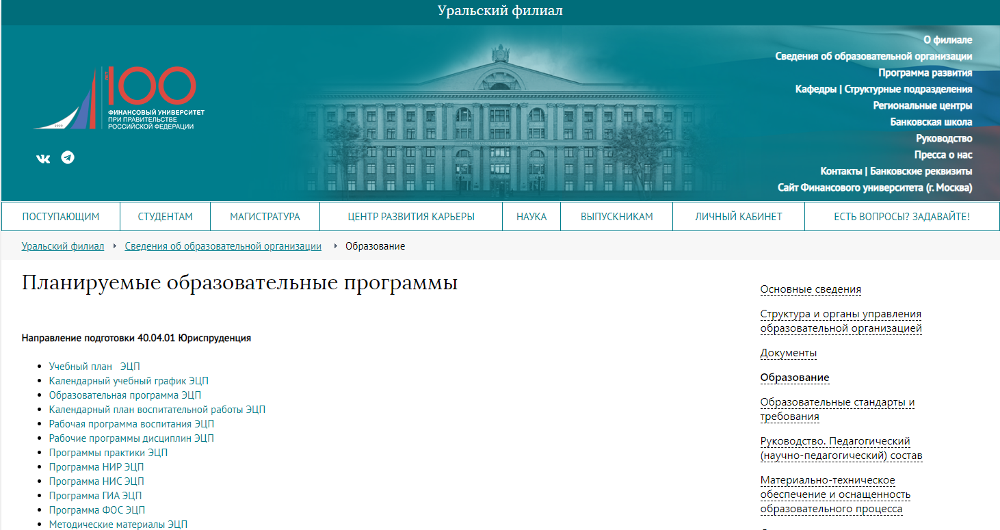 Уральский филиал
О филиале
Сведения об образовательной организации
Программа развития
Кафедры | Структурные подразделения
Региональные центры
Банковская школа
Руководство
Пресса о нас
Контакты | Банковские реквизиты
Сайт Финансового университета (г. Москва)
ЛЕТ
100
ФИНАНСОВЫЙ УНИВЕРСИТЕТ
ПРИ ПРАВИТЕЛЬСТВЕ
РОССИЙСКОЙ ФЕДЕРАЦИИ
1919
ПОСТУПАЮЩИМ СТУДЕНТАМ МАГИСТРАТУРА ЦЕНТР РАЗВИТИЯ КАРЬЕРЫ НАУКА ВЫПУСКНИКАМ ЛИЧНЫЙ КАБИНЕТ ЕСТЬ ВОПРОСЫ? ЗАДАВАЙТЕ!
Уральский филиал Сведения об образовательной организации Образование
Планируемые образовательные программы
Направление подготовки 40.04.01 Юриспруденция
Учебный план ЭЦП
Календарный учебный график ЭЦП
Образовательная программа ЭЦП
Календарный план воспитательной работы ЭЦП
Рабочая программа воспитания ЭЦП
Рабочие программы дисциплин ЭЦП
Программы практики ЭЦП
Программа НИР ЭЦП
Программа НИС ЭЦП
Программа ГИА ЭЦП
Программа ФОС ЭЦП
Методические материалы ЭЦП
Основные сведения
Структура и органы управления
образовательной организацией
Документы
Образование
Образовательные стандарты и
требования
Руководство. Педагогический
(научно-педагогический) состав
Материально-техническое
обеспечение и оснащенность
образовательного процесса